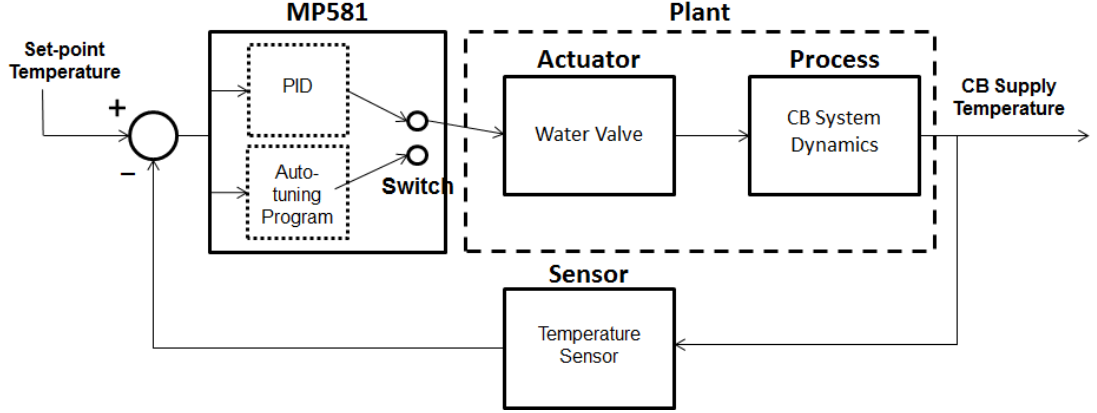 MP581
Plant
Set-point
Temperature
PID
Actuator
Process
CB Supply
Temperature
+
Water Valve
CB System
Dynamics
−
Auto-
tuning
Program
Switch
Sensor
Temperature
Sensor